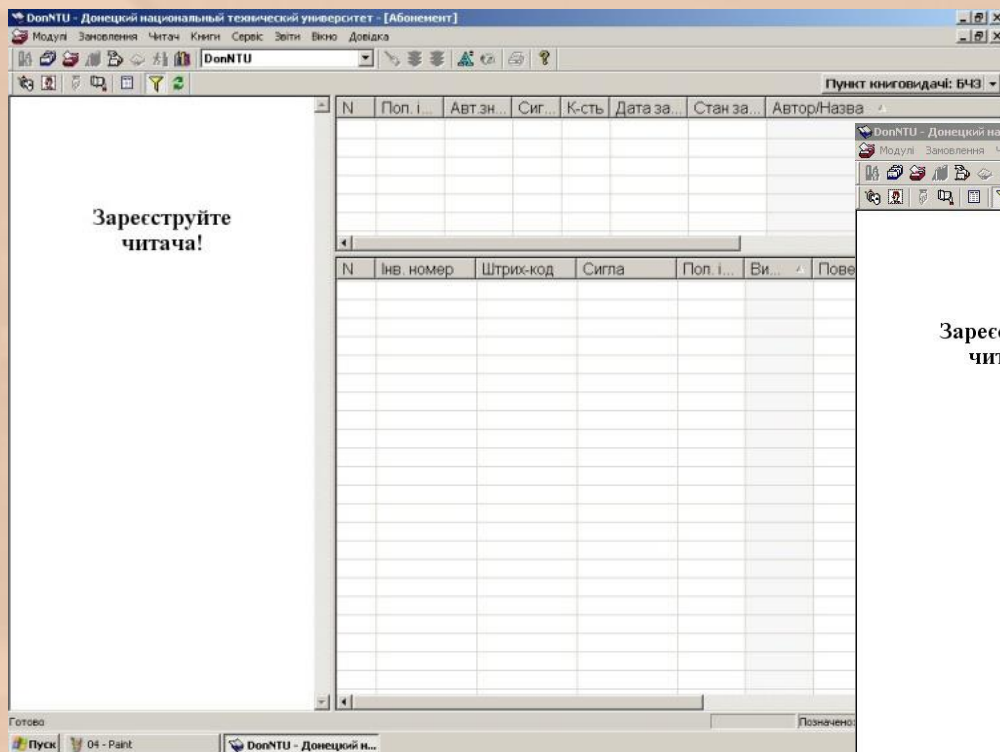 DonNTU - Донецкий национальный технический университет - [Абонемент]
Модулі Замовлення Читач Книги Сервіс Звіти Вікно Довідка
DonNTU
Пункт книговидачі: БЧЗ
N Поп. і... Авт.зн... Сиг... К-сть Дата за... Стан за... Автор/Назва
Зареєструйте
читача!
N Інв. номер Штрих-код Сигла Поп. і... Ви... Пове
Готово
Позначено:
Пуск 04 - Paint DonNTU - Донецкий н...
DonNTU - Донецкий на
Модулі Замовлення Ч
Зареє
чит